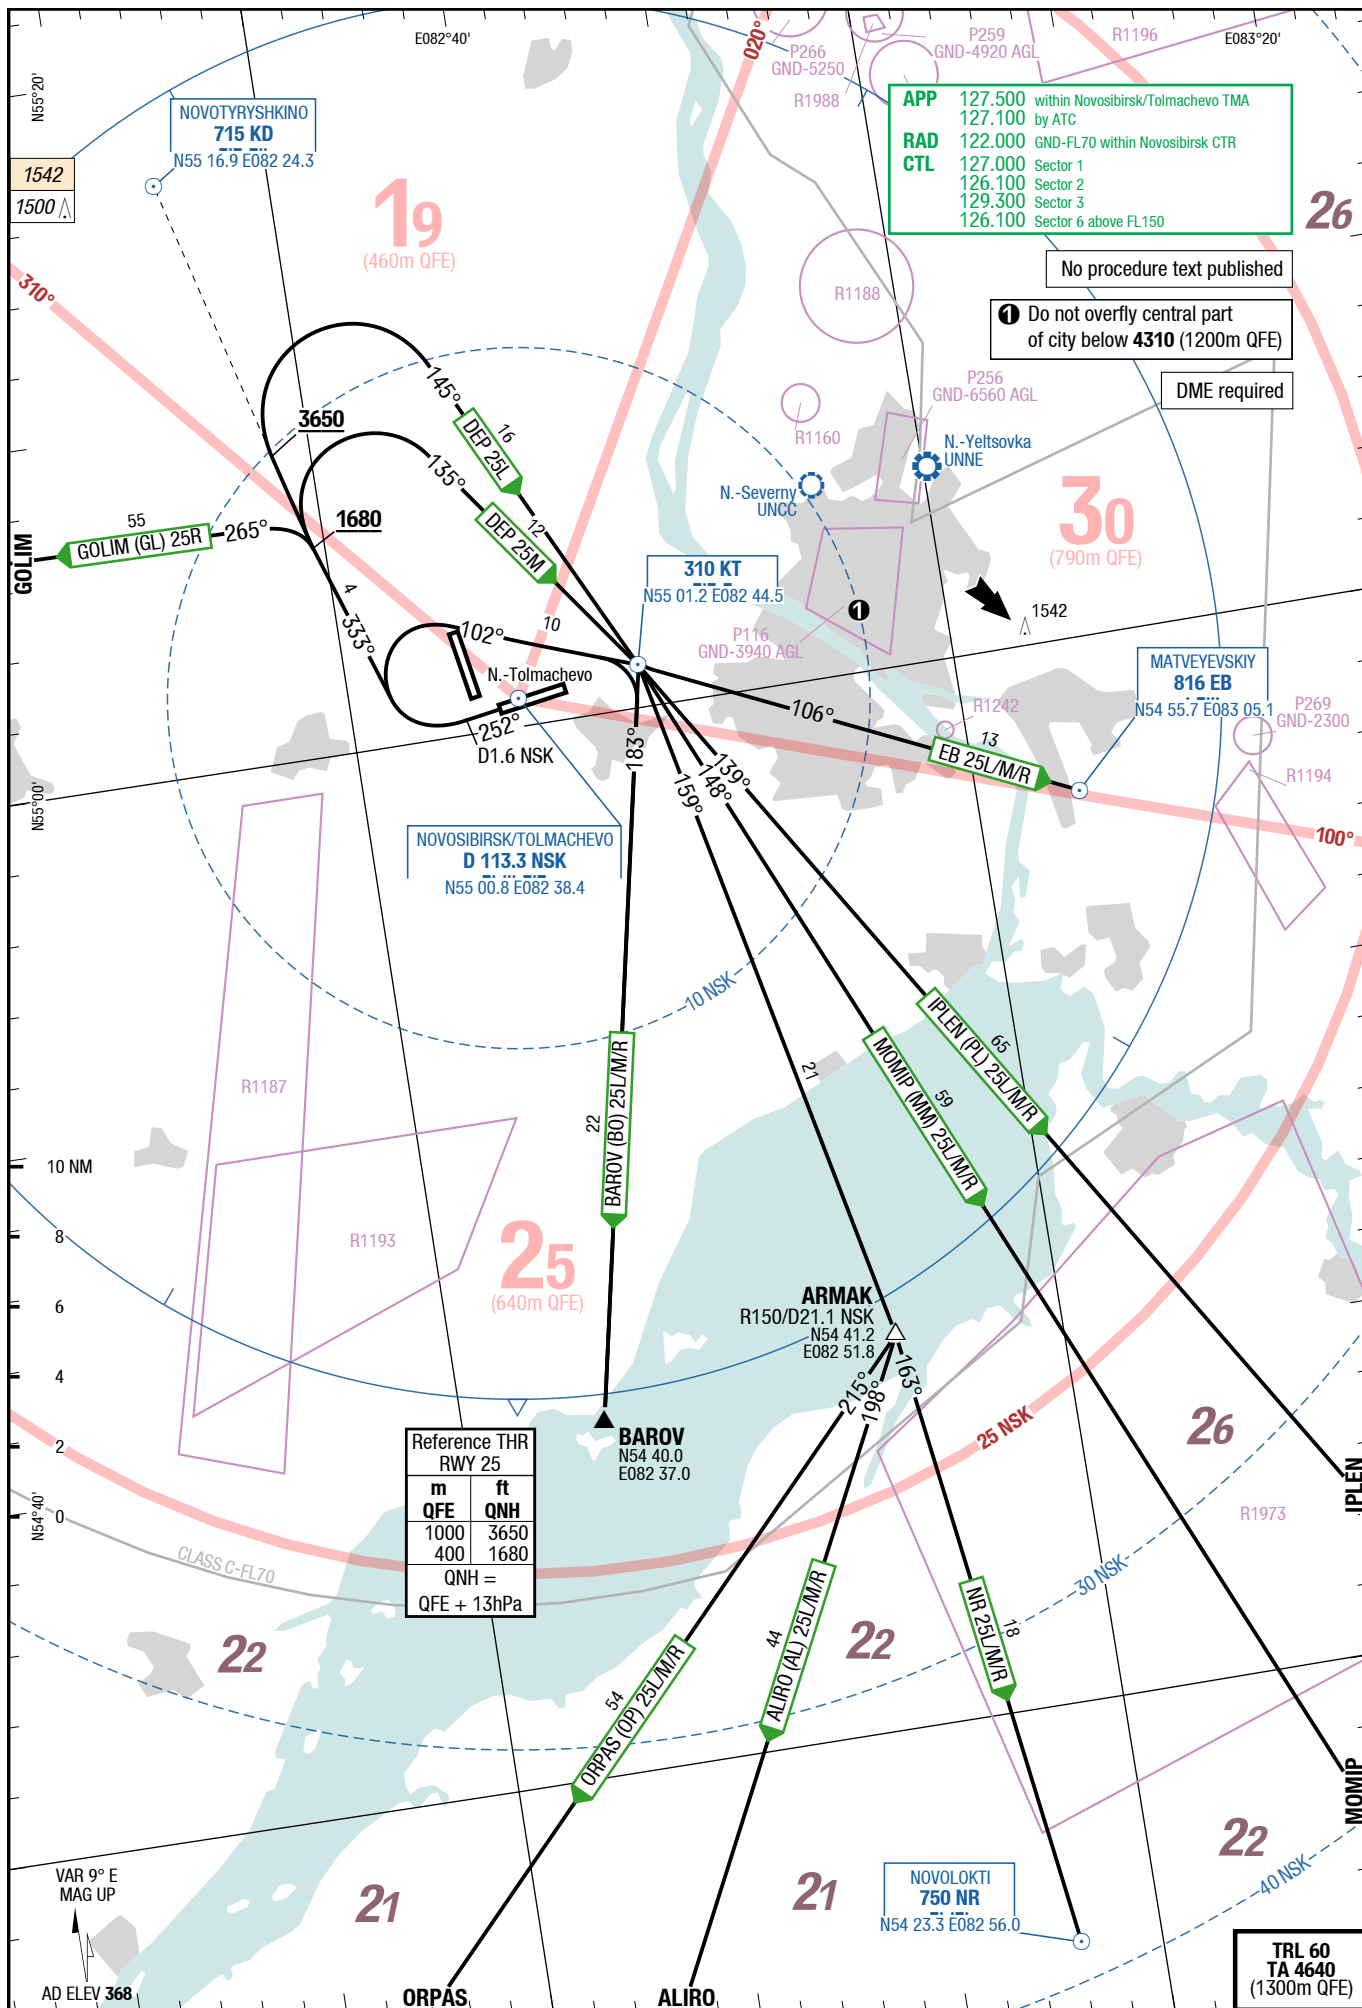 E082°40'
E083°20'
N55°20'
020°
P266
GND-5250
P259
GND-4920 AGL
R1196
R1988
NOVOTYRYSHKINO
715 KD
N55 16.9 E082 24.3
APP 127.500 within Novosibirsk/Tolmachevo TMA
127.100 by ATC
RAD 122.000 GND-FL70 within Novosibirsk CTR
CTL 127.000 Sector 1
126.100 Sector 2
129.300 Sector 3
126.100 Sector 6 above FL150
1542
1500
19
(460m QFE)
26
No procedure text published
310°
R1188
1 Do not overfly central part
of city below 4310 (1200m QFE)
DME required
P256
GND-6560 AGL
R1160
145°
16
DEP 25L
3650
135°
12
DEP 25M
N.-Yeltsovka
UNNE
N.-Severny
UNCC
30
(790m QFE)
GOLIM
55
GOLIM (GL) 25R
265°
1680
310 KT
N55 01.2 E082 44.5
1
1542
4
333°
102°
10
P116
GND-3940 AGL
N.-Tolmachevo
MATVEYEVSKIY
816 EB
N54 55.7 E083 05.1
252°
D1.6 NSK
183°
159°
148°
139°
106°
R1242
13
EB 25L/M/R
P269
GND-2300
R1194
N55°00'
100°
NOVOSIBIRSK/TOLMACHEVO
D 113.3 NSK
N55 00.8 E082 38.4
10 NSK
R1187
22
BAROV (BO) 25L/M/R
21
MOMIP (MM) 25L/M/R
59
IPLEN (PL) 25L/M/R
65
10 NM
8
6
4
2
0
R1193
25
(640m QFE)
ARMAK
R150/D21.1 NSK
N54 41.2
E082 51.8
215°
198°
163°
BAROV
N54 40.0
E082 37.0
25 NSK
26
IPLEN
N54°40'
Reference THR
RWY 25
m ft
QFE QNH
1000 3650
400 1680
QNH =
QFE + 13hPa
R1973
CLASS C-FL70
30 NSK
22
54
ORPAS (OP) 25L/M/R
44
ALIRO (AL) 25L/M/R
22
NR 25L/M/R
18
MOMIP
22
VAR 9° E
MAG UP
21
21
NOVOLOKTI
750 NR
N54 23.3 E082 56.0
40 NSK
AD ELEV 368
ORPAS
ALIRO
TRL 60
TA 4640
(1300m QFE)